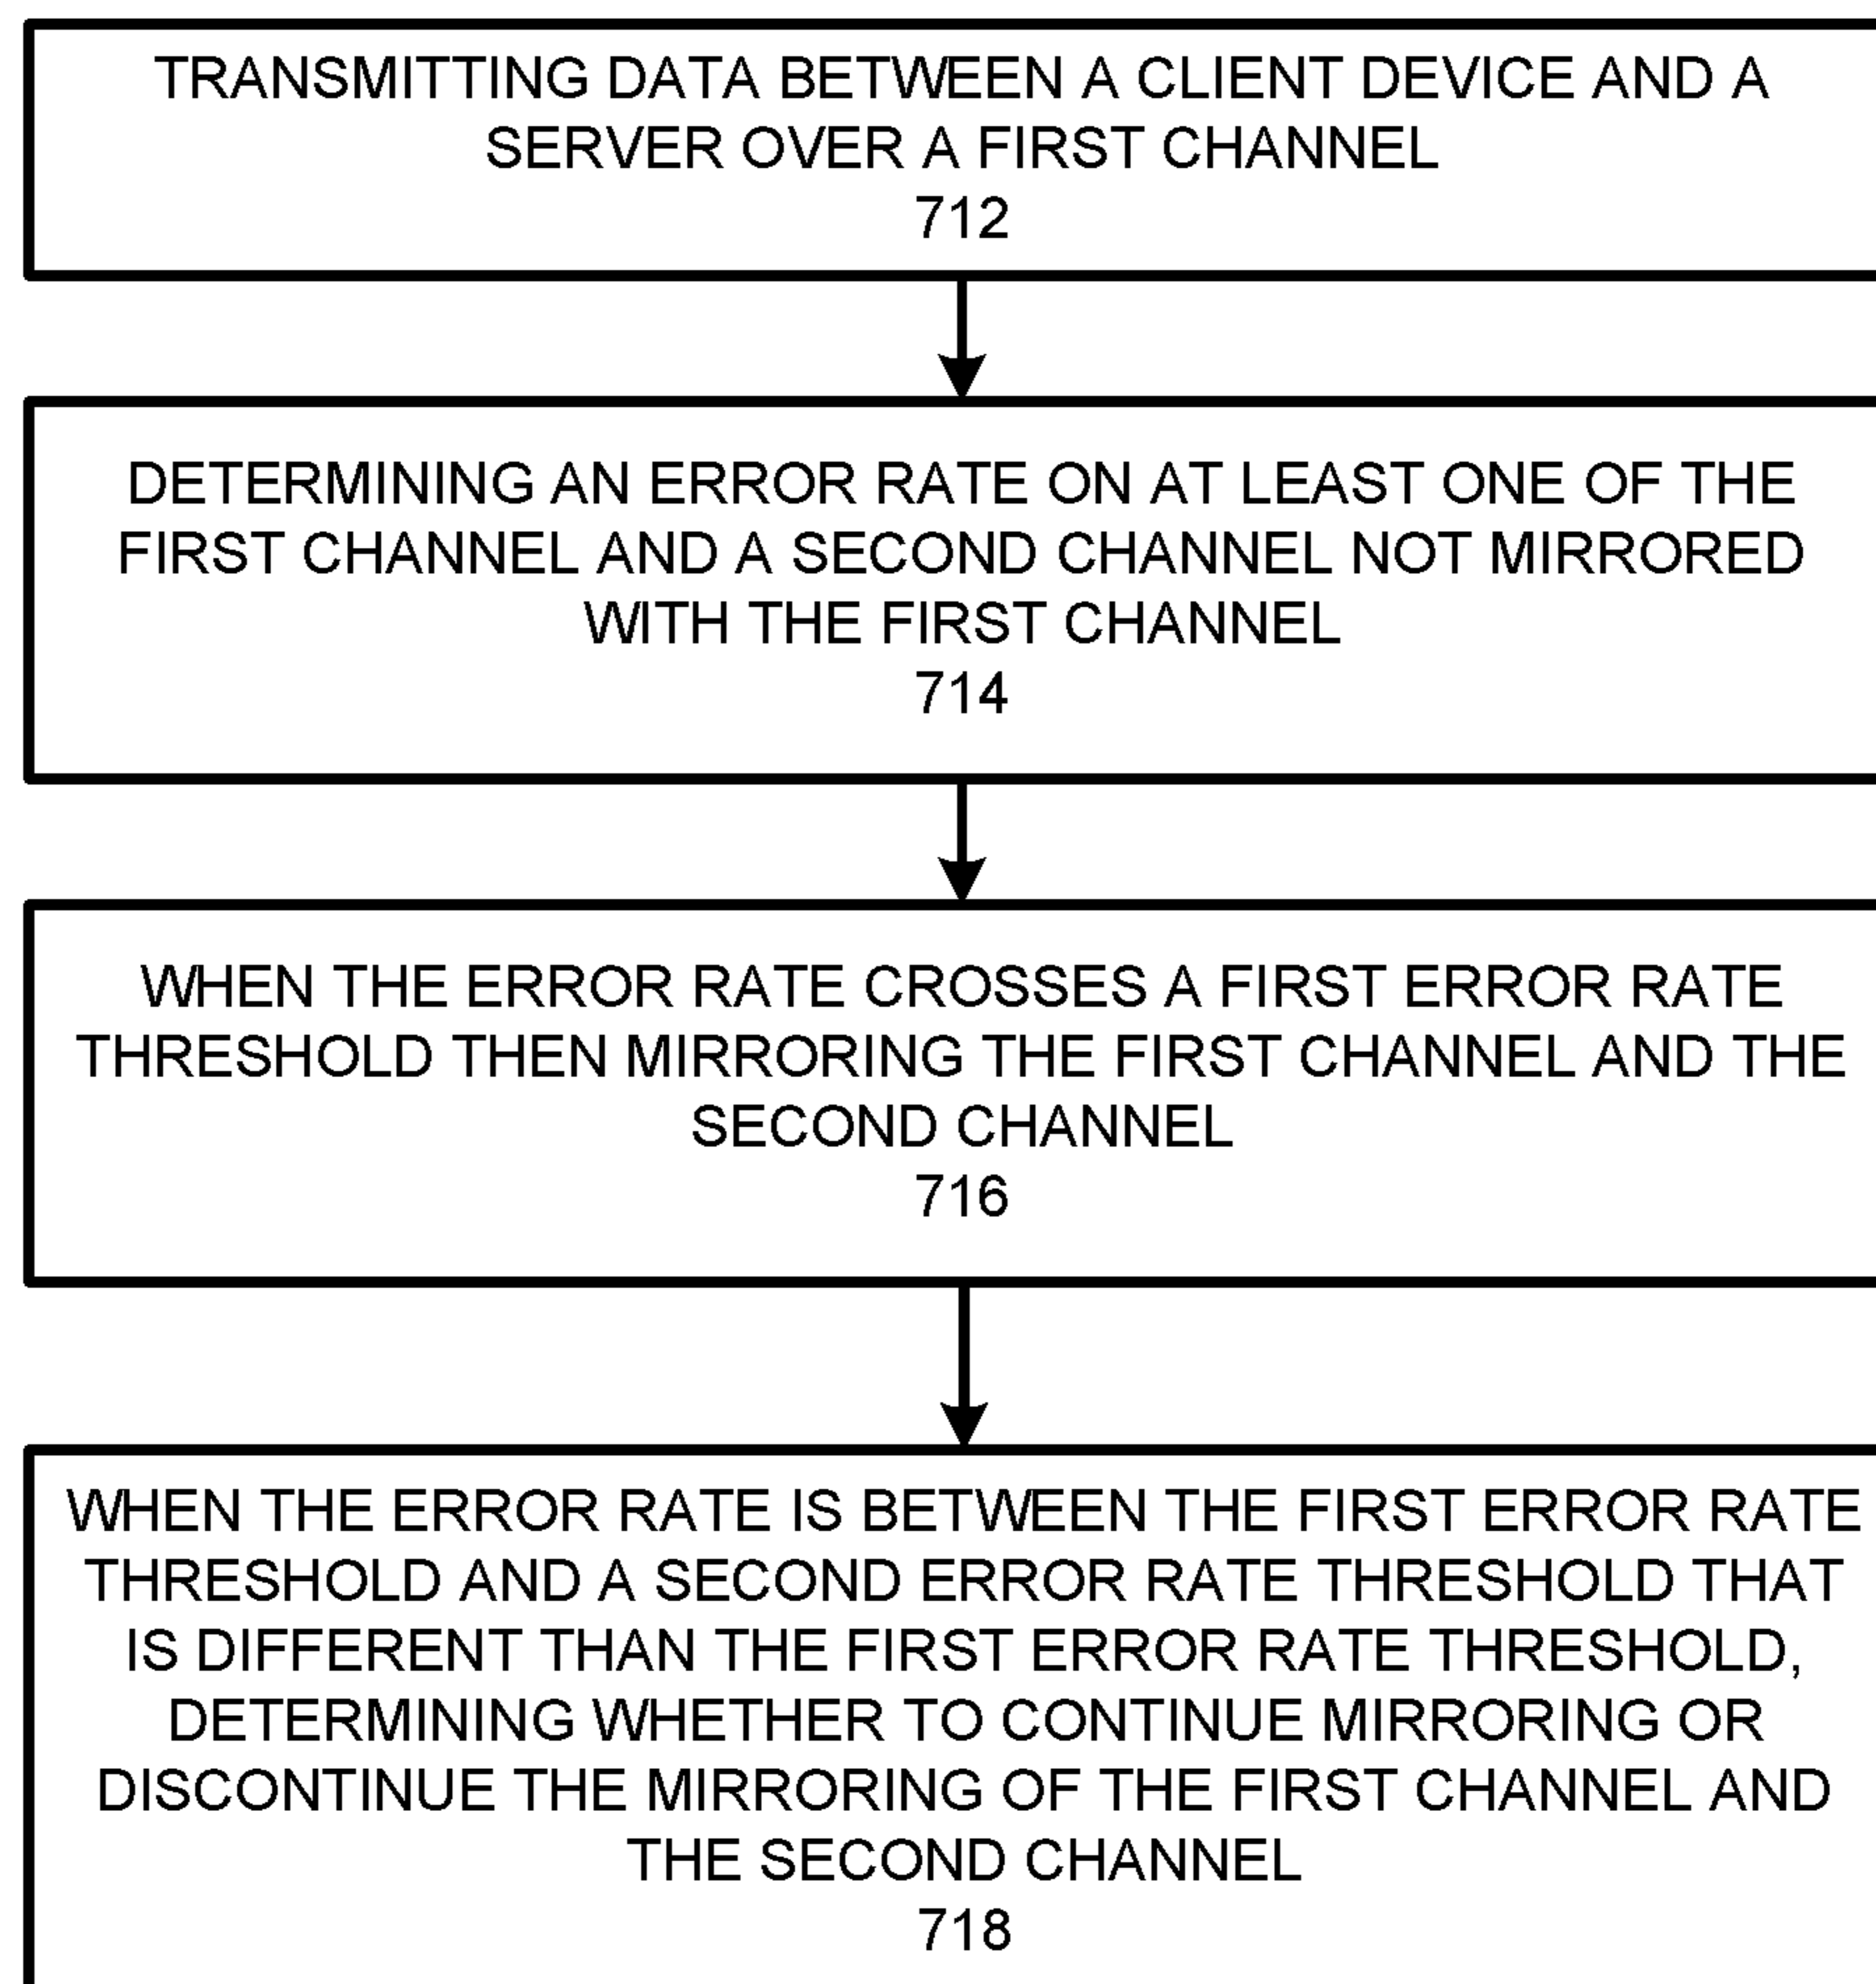 TRANSMITTING DATA BETWEEN A CLIENT DEVICE AND A
SERVER OVER A FIRST CHANNEL
712
DETERMINING AN ERROR RATE ON AT LEAST ONE OF THE
FIRST CHANNEL AND A SECOND CHANNEL NOT MIRRORED
WITH THE FIRST CHANNEL
714
WHEN THE ERROR RATE CROSSES A FIRST ERROR RATE
THRESHOLD THEN MIRRORING THE FIRST CHANNEL AND THE
SECOND CHANNEL
716
WHEN THE ERROR RATE IS BETWEEN THE FIRST ERROR RATE
THRESHOLD AND A SECOND ERROR RATE THRESHOLD THAT
IS DIFFERENT THAN THE FIRST ERROR RATE THRESHOLD,
DETERMINING WHETHER TO CONTINUE MIRRORING OR
DISCONTINUE THE MIRRORING OF THE FIRST CHANNEL AND
THE SECOND CHANNEL
718